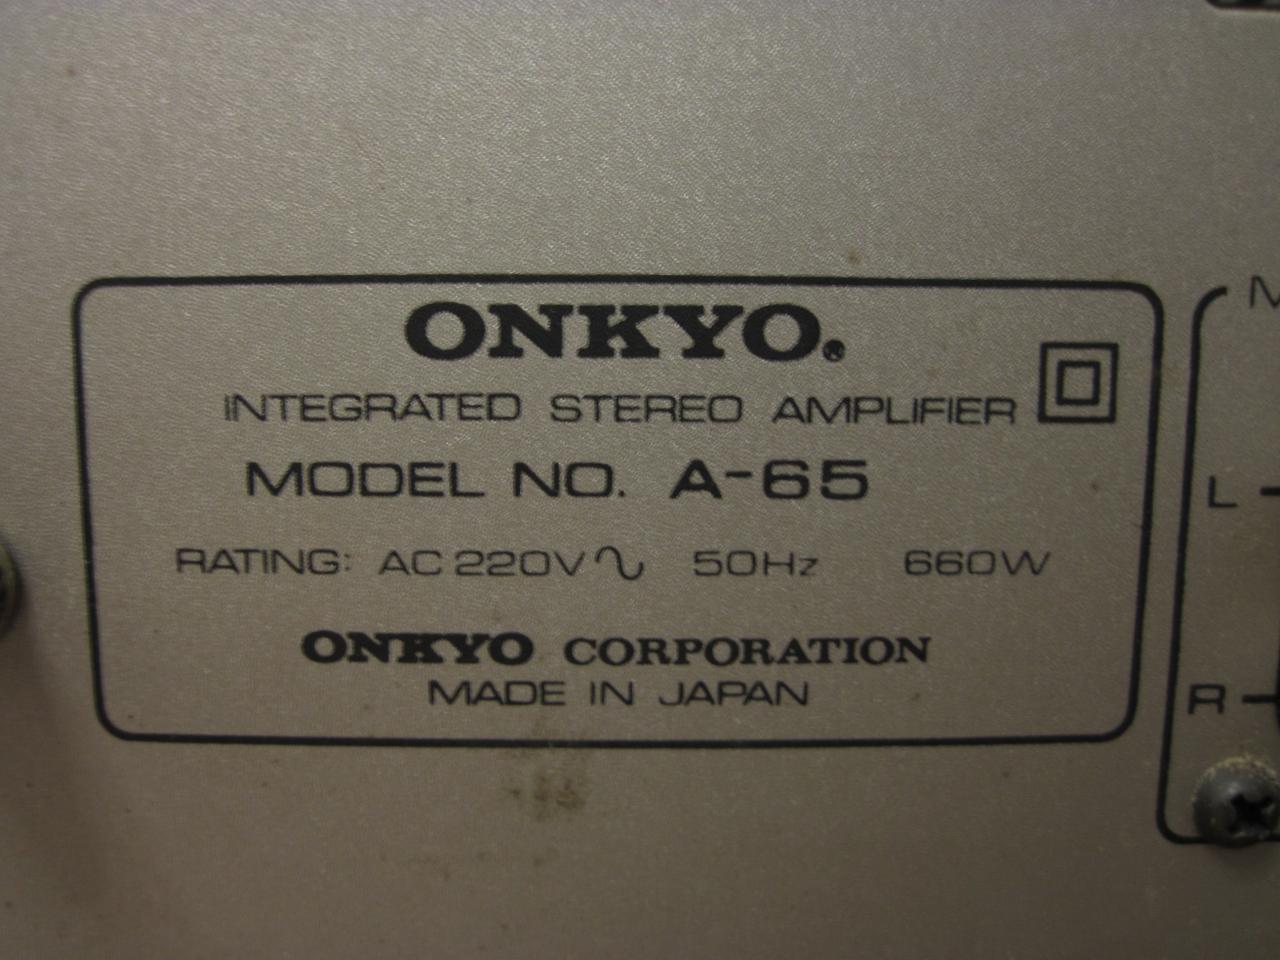 ONKYO®
INTEGRATED STEREO AMPLIFIER
MODEL NO. A-65
RATING: AC 220V∿ 50Hz 660W
ONKYO CORPORATION
MADE IN JAPAN
L
R